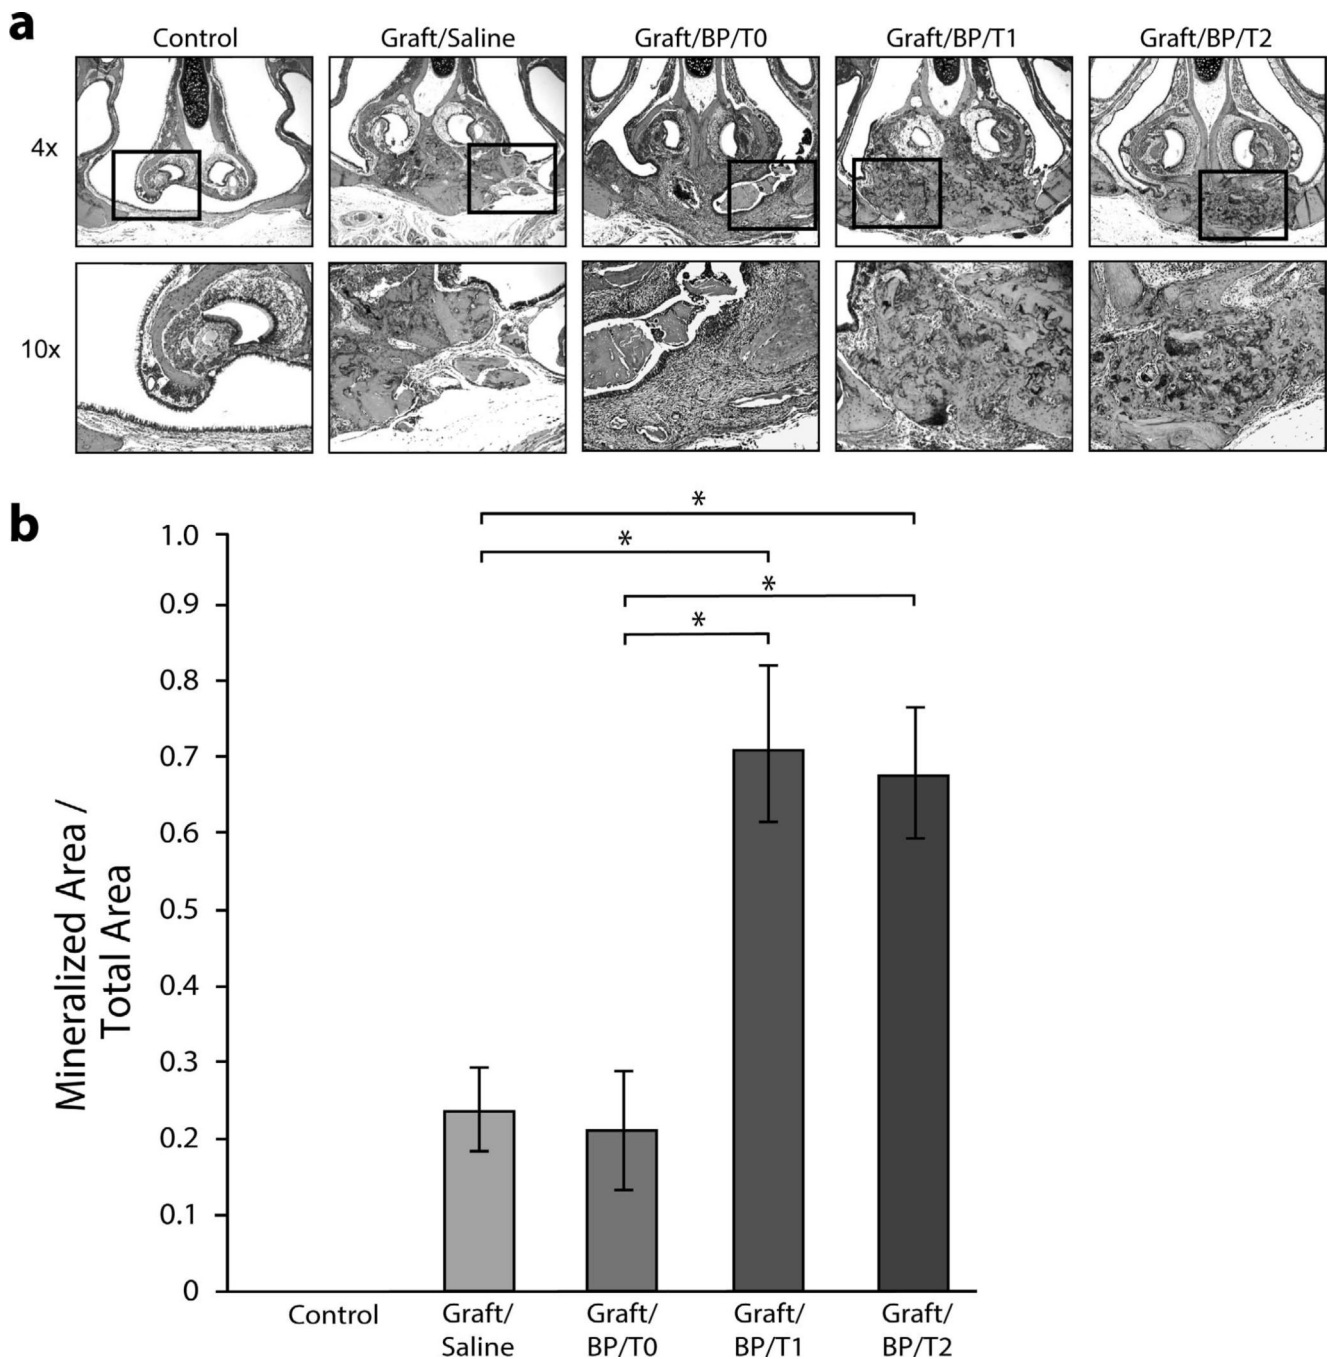 a
Control
Graft/Saline
Graft/BP/T0
Graft/BP/T1
Graft/BP/T2
4x
10x
b
*
*
*
*
1.0
0.9
0.8
0.7
0.6
0.5
0.4
0.3
0.2
0.1
0
Mineralized Area /
Total Area
Control
Graft/
Saline
Graft/
BP/T0
Graft/
BP/T1
Graft/
BP/T2